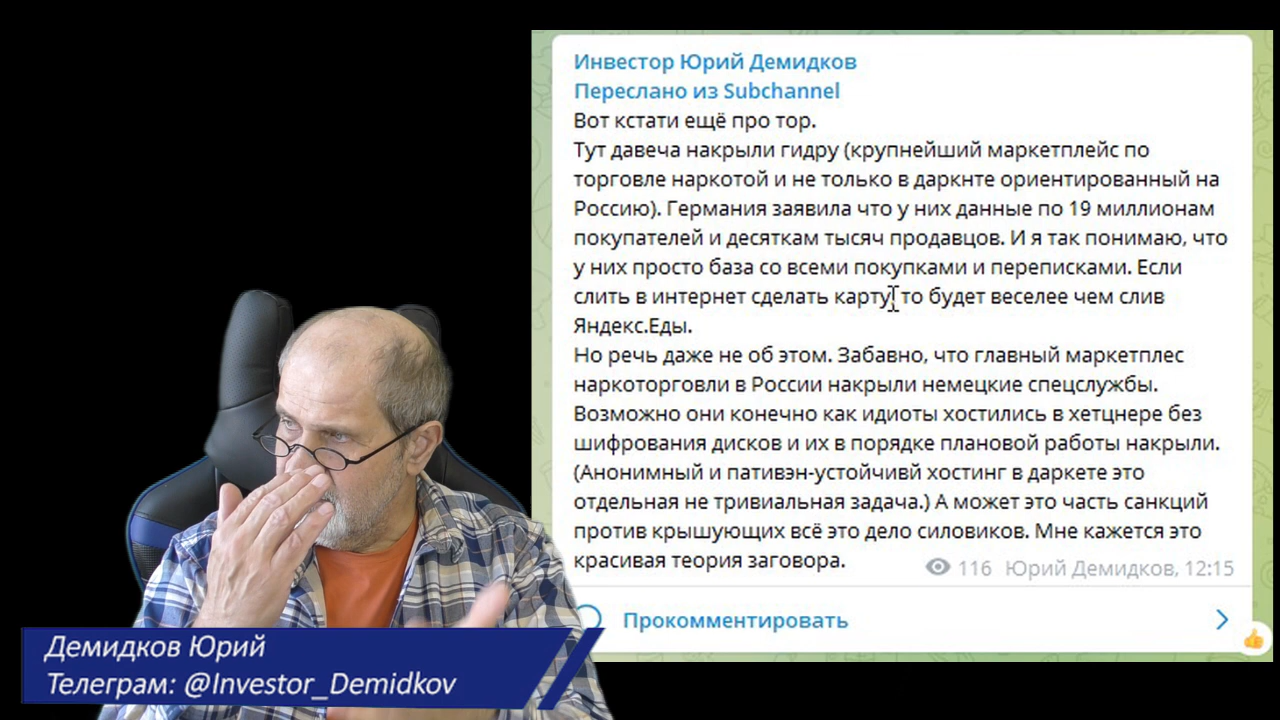 Инвестор Юрий Демидков
Переслано из Subchannel
Вот кстати ещё про тор.
Тут давеча накрыли гидру (крупнейший маркетплейс по
торговле наркотой и не только в даркнте ориентированный на
Россию). Германия заявила что у них данные по 19 миллионам
покупателей и десяткам тысяч продавцов. И я так понимаю, что
у них просто база со всеми покупками и переписками. Если
слить в интернет сделать карту, то будет веселее чем слив
Яндекс.Еды.
Но речь даже не об этом. Забавно, что главный маркетплес
наркоторговли в России накрыли немецкие спецслужбы.
Возможно они конечно как идиоты хостились в хетцнере без
шифрования дисков и их в порядке плановой работы накрыли.
(Анонимный и пативэн-устойчивй хостинг в даркете это
отдельная не тривиальная задача.) А может это часть санкций
против крышующих всё это дело силовиков. Мне кажется это
красивая теория заговора.
116 Юрий Демидков, 12:15
Прокомментировать
Демидков Юрий
Телеграм: @Investor_Demidkov